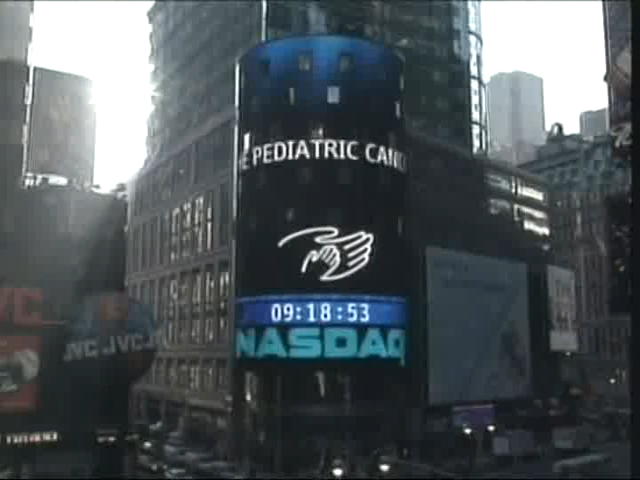 E PEDIATRIC CAN
09:18:53
NASDAQ
JVC
JVC JVC